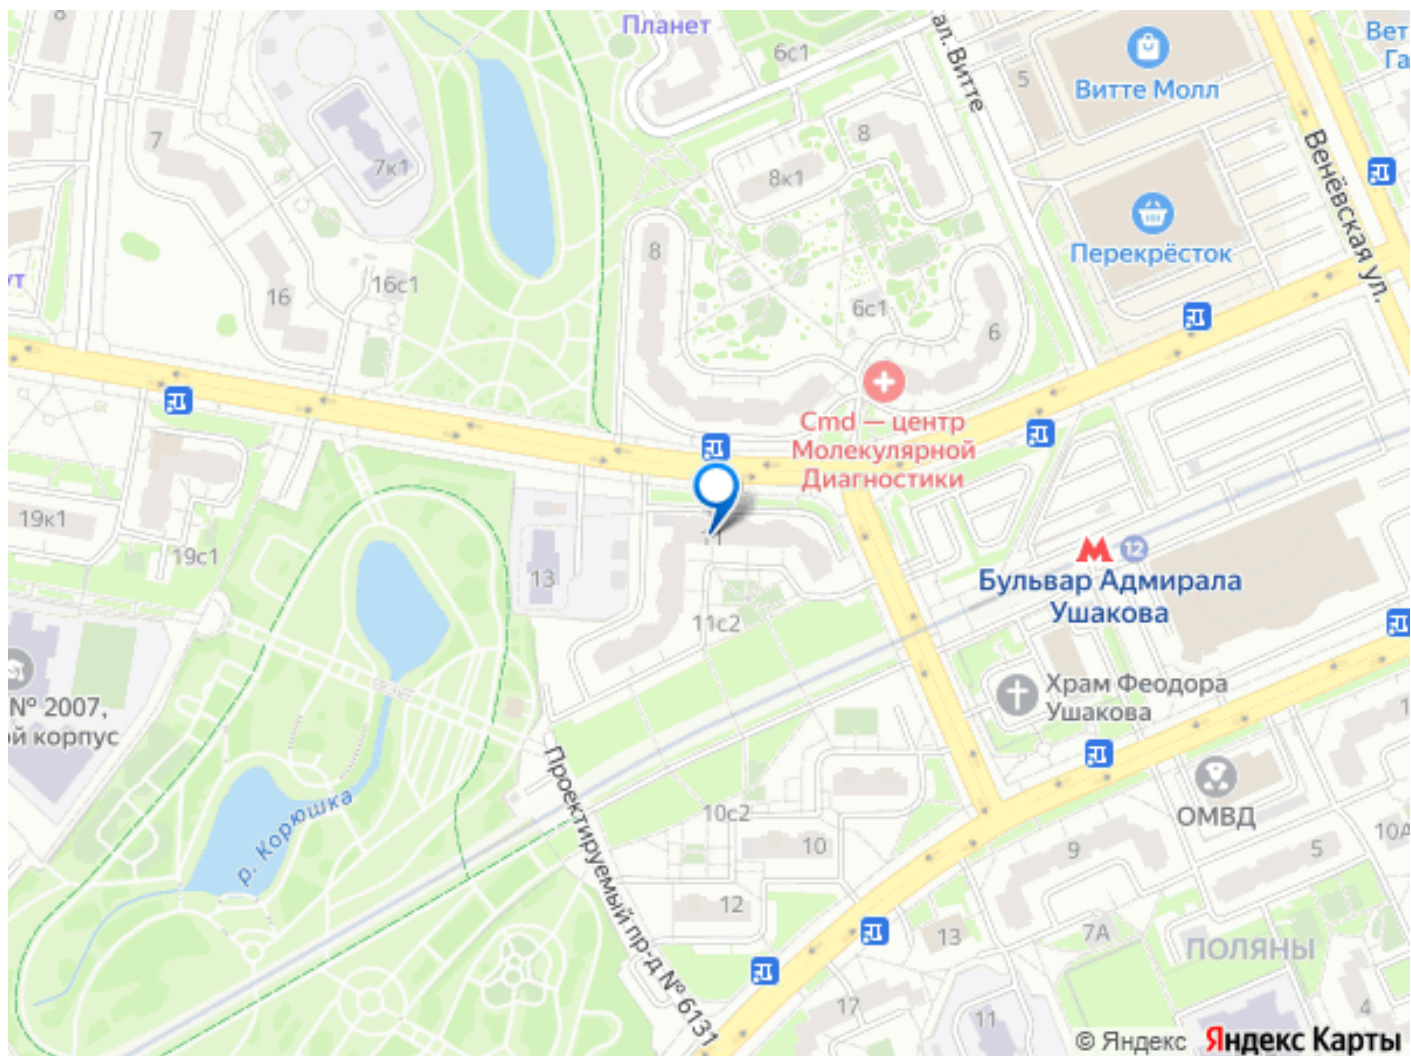 Планет
6с1
ал. Витте
5
Витте Молл
Вет
Га
7
7к1
8
8к1
Венёвская ул.
Перекрёсток
8
16с1
ут
16
6с1
6
Cmd — центр
Молекулярной
Диагностики
19к1
19с1
13
12
Бульвар Адмирала
Ушакова
11с2
№ 2007,
ой корпус
Храм Феодора
Ушакова
1
Проектируемый пр-д № 6131
р. Корюшка
10с2
10
ОМВД
9
5
10А
12
13
7А
ПОЛЯНЫ
17
11
4
© Яндекс Яндекс Карты